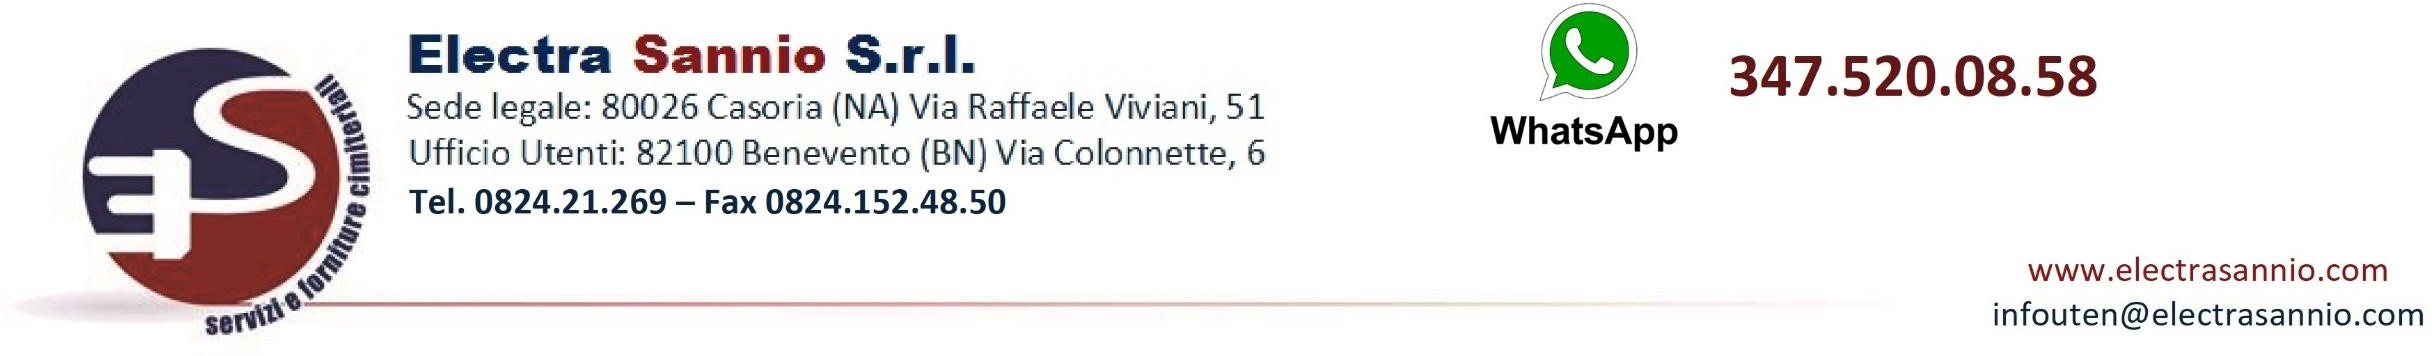 Electra Sannio S.r.l.
Sede legale: 80026 Casoria (NA) Via Raffaele Viviani, 51
Ufficio Utenti: 82100 Benevento (BN) Via Colonnette, 6
Tel. 0824.21.269 – Fax 0824.152.48.50
servizi e forniture cimiteriali
WhatsApp
347.520.08.58
www.electrasannio.com
infouten@electrasannio.com